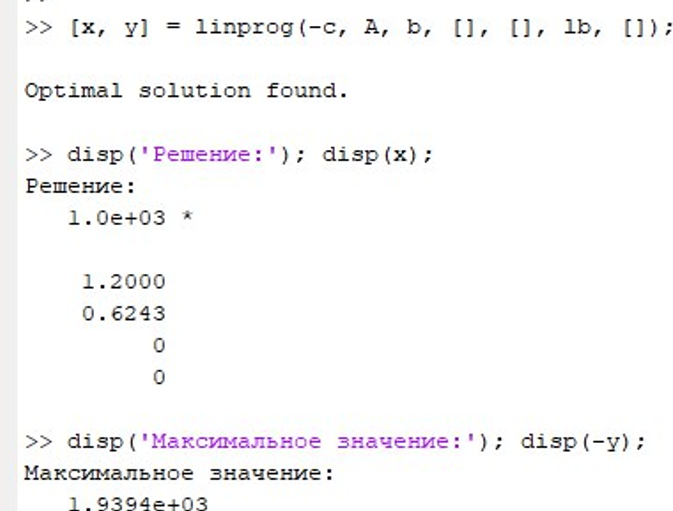 >> [x, y] = linprog(-c, A, b, [], [], lb, []);
Optimal solution found.
>> disp('Решение:'); disp(x);
Решение:
1.0e+03 *
1.2000
0.6243
0
0
>> disp('Максимальное значение:'); disp(-y);
Максимальное значение:
1.9394e+03